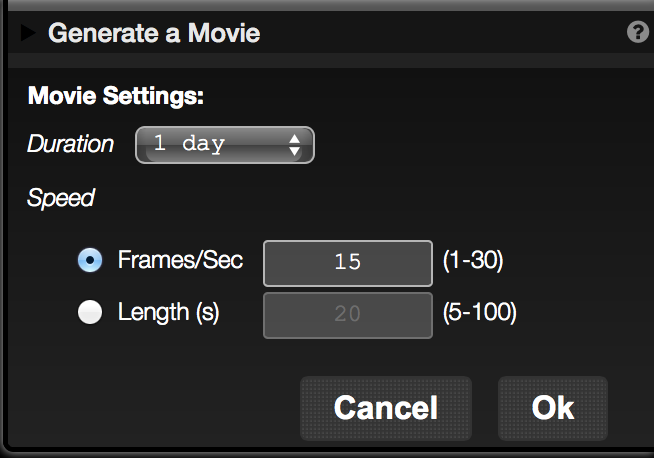 Generate a Movie ?
Movie Settings:
Duration 1 day
Speed
Frames/Sec 15 (1-30)
Length (s) 20 (5-100)
Cancel Ok